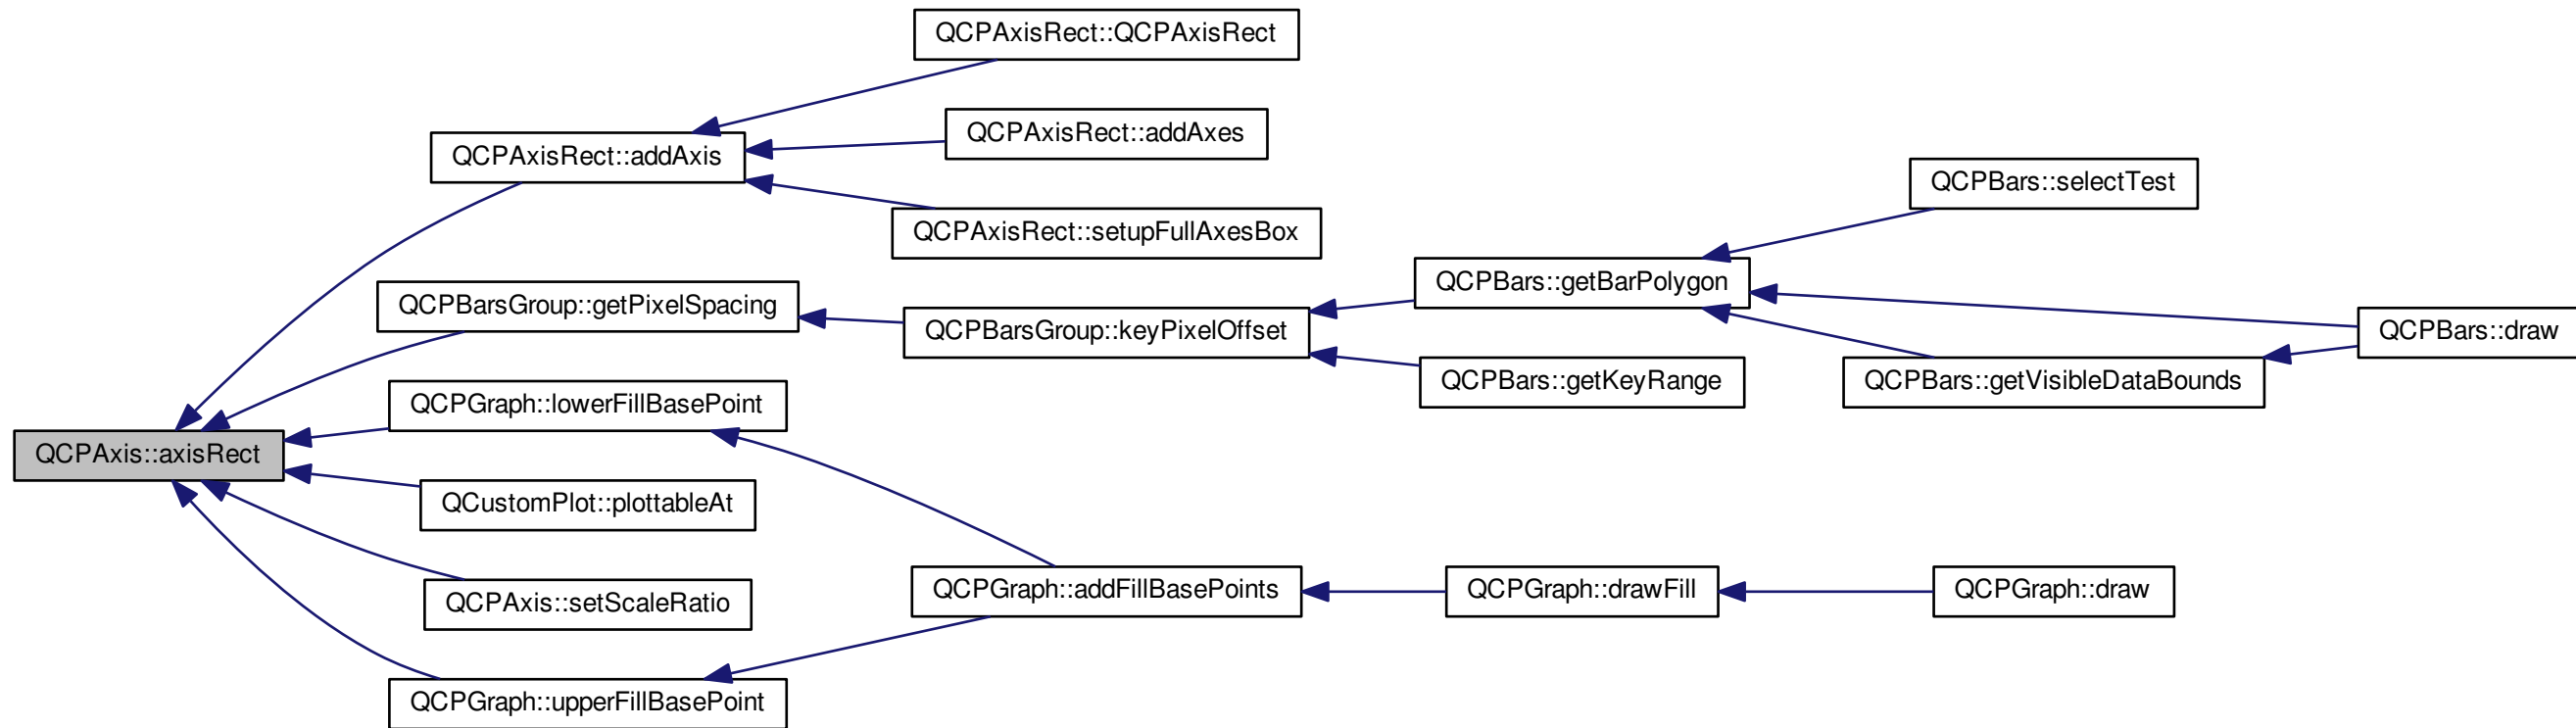 QCPAxisRect::QCPAxisRect
QCPAxisRect::addAxes
QCPAxisRect::addAxis
QCPBars::selectTest
QCPAxisRect::setupFullAxesBox
QCPBars::getBarPolygon
QCPBarsGroup::getPixelSpacing
QCPBarsGroup::keyPixelOffset
QCPBars::draw
QCPBars::getKeyRange
QCPBars::getVisibleDataBounds
QCPGraph::lowerFillBasePoint
QCPAxis::axisRect
QCustomPlot::plottableAt
QCPGraph::addFillBasePoints
QCPGraph::drawFill
QCPGraph::draw
QCPAxis::setScaleRatio
QCPGraph::upperFillBasePoint